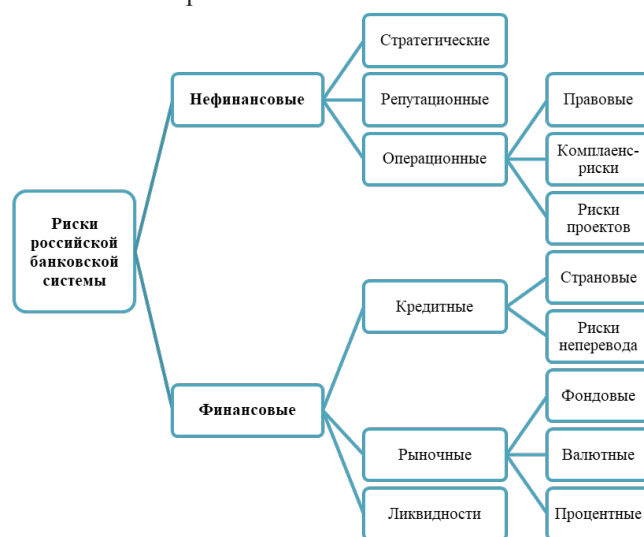 Стратегические
Нефинансовые
Репутационные
Правовые
Операционные
Комплаенс-
риски
Риски
проектов
Риски
российской
банковской
системы
Кредитные
Страновые
Риски
неперевода
Финансовые
Фондовые
Рыночные
Валютные
Ликвидности
Процентные